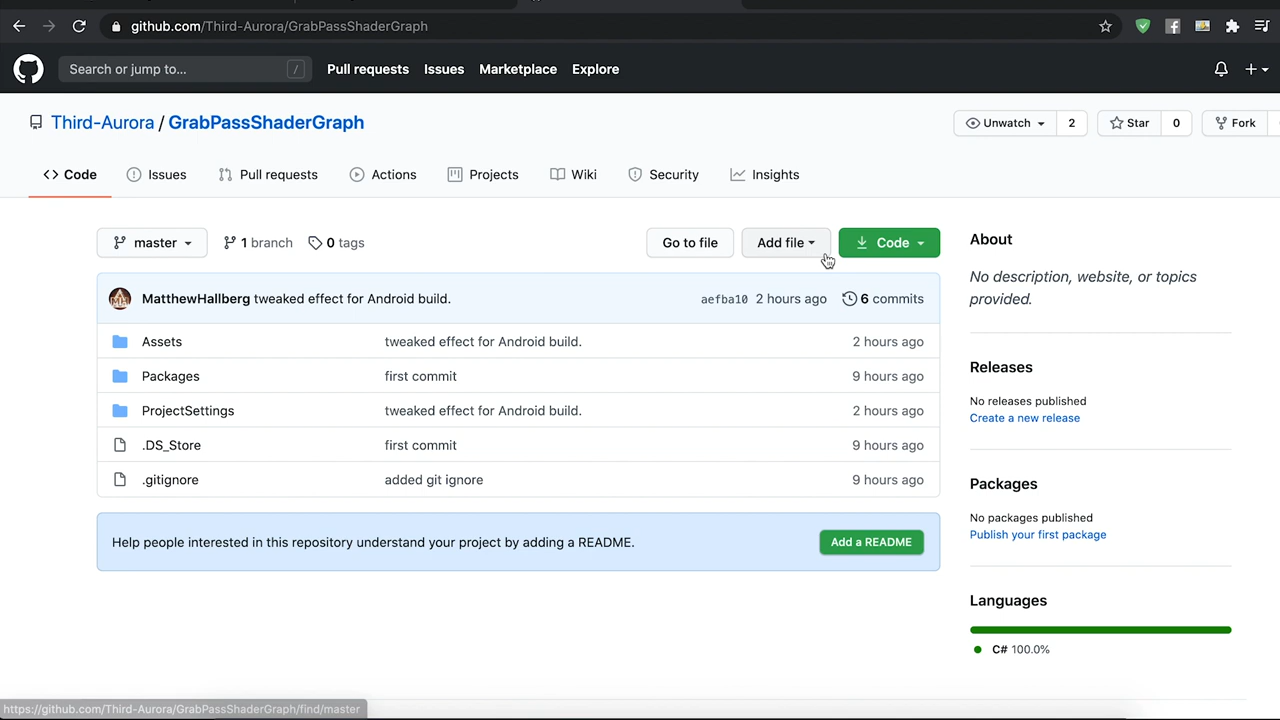 github.com/Third-Aurora/GrabPassShaderGraph
Search or jump to... /
Pull requests Issues Marketplace Explore
Third-Aurora / GrabPassShaderGraph
Unwatch 2 Star 0 Fork
<> Code Issues Pull requests Actions Projects Wiki Security Insights
master 1 branch 0 tags Go to file Add file Code
MatthewHallberg tweaked effect for Android build. aefba10 2 hours ago 6 commits
Assets tweaked effect for Android build. 2 hours ago
Packages first commit 9 hours ago
ProjectSettings tweaked effect for Android build. 2 hours ago
.DS_Store first commit 9 hours ago
.gitignore added git ignore 9 hours ago
Help people interested in this repository understand your project by adding a README. Add a README
About
No description, website, or topics
provided.
Releases
No releases published
Create a new release
Packages
No packages published
Publish your first package
Languages
C# 100.0%
https://github.com/Third-Aurora/GrabPassShaderGraph/find/master